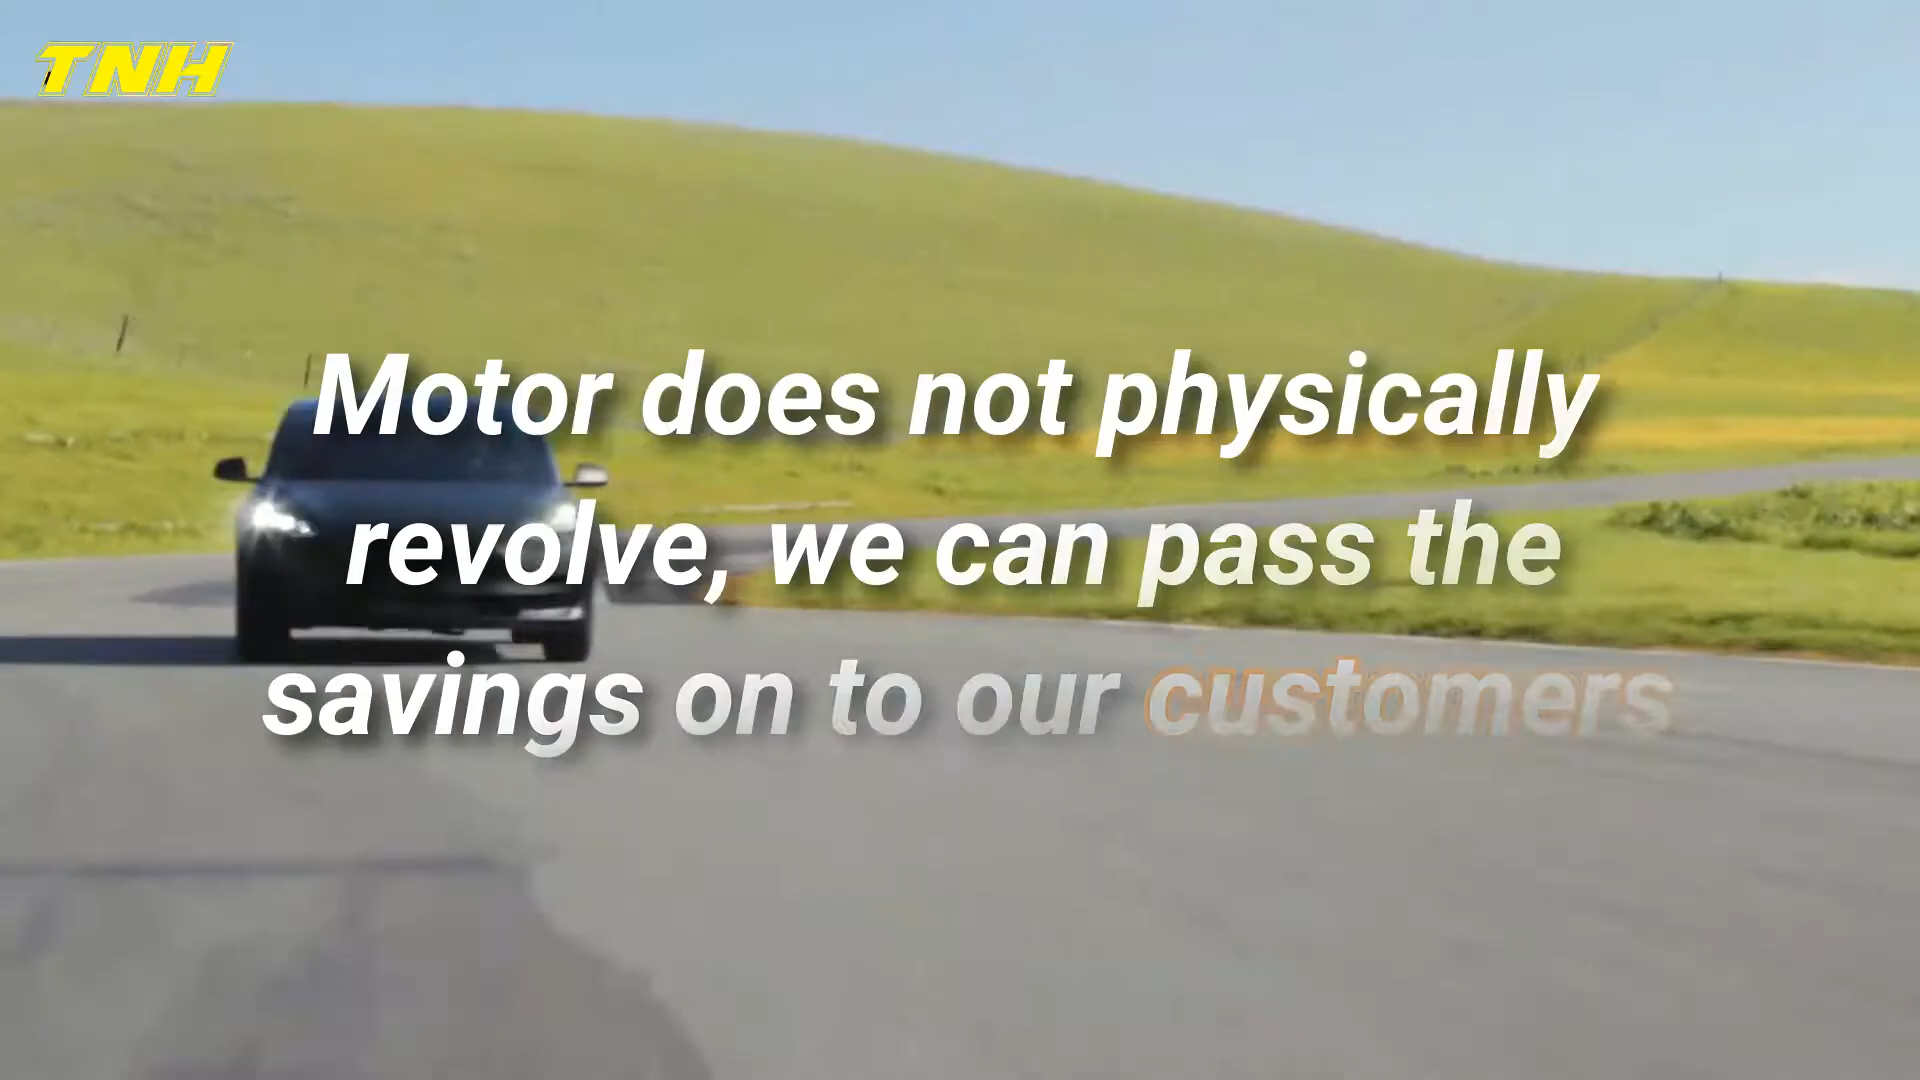 TNH
Motor does not physically
revolve, we can pass the
savings on to our customers